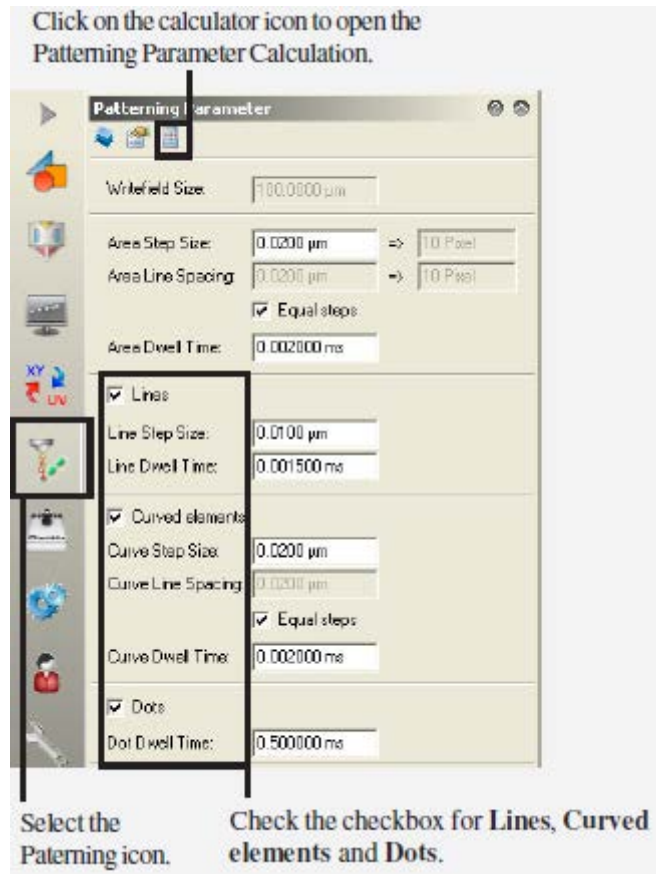 Click on the calculator icon to open the
Patterning Parameter Calculation.
Patterning Parameter
Writefield Size: 100.0000 µm
Area Step Size: 0.0200 µm => 10 Pixel
Area Line Spacing: 0.0200 µm => 10 Pixel
Equal steps
Area Dwell Time: 0.002000 ms
XY
UV
Lines
Line Step Size: 0.0100 µm
Line Dwell Time: 0.001500 ms
Curved elements
Curve Step Size: 0.0200 µm
Curve Line Spacing: 0.0200 µm
Equal steps
Curve Dwell Time: 0.002000 ms
Dots
Dot Dwell Time: 0.500000 ms
Select the
Paterning icon.
Check the checkbox for Lines, Curved
elements and Dots.